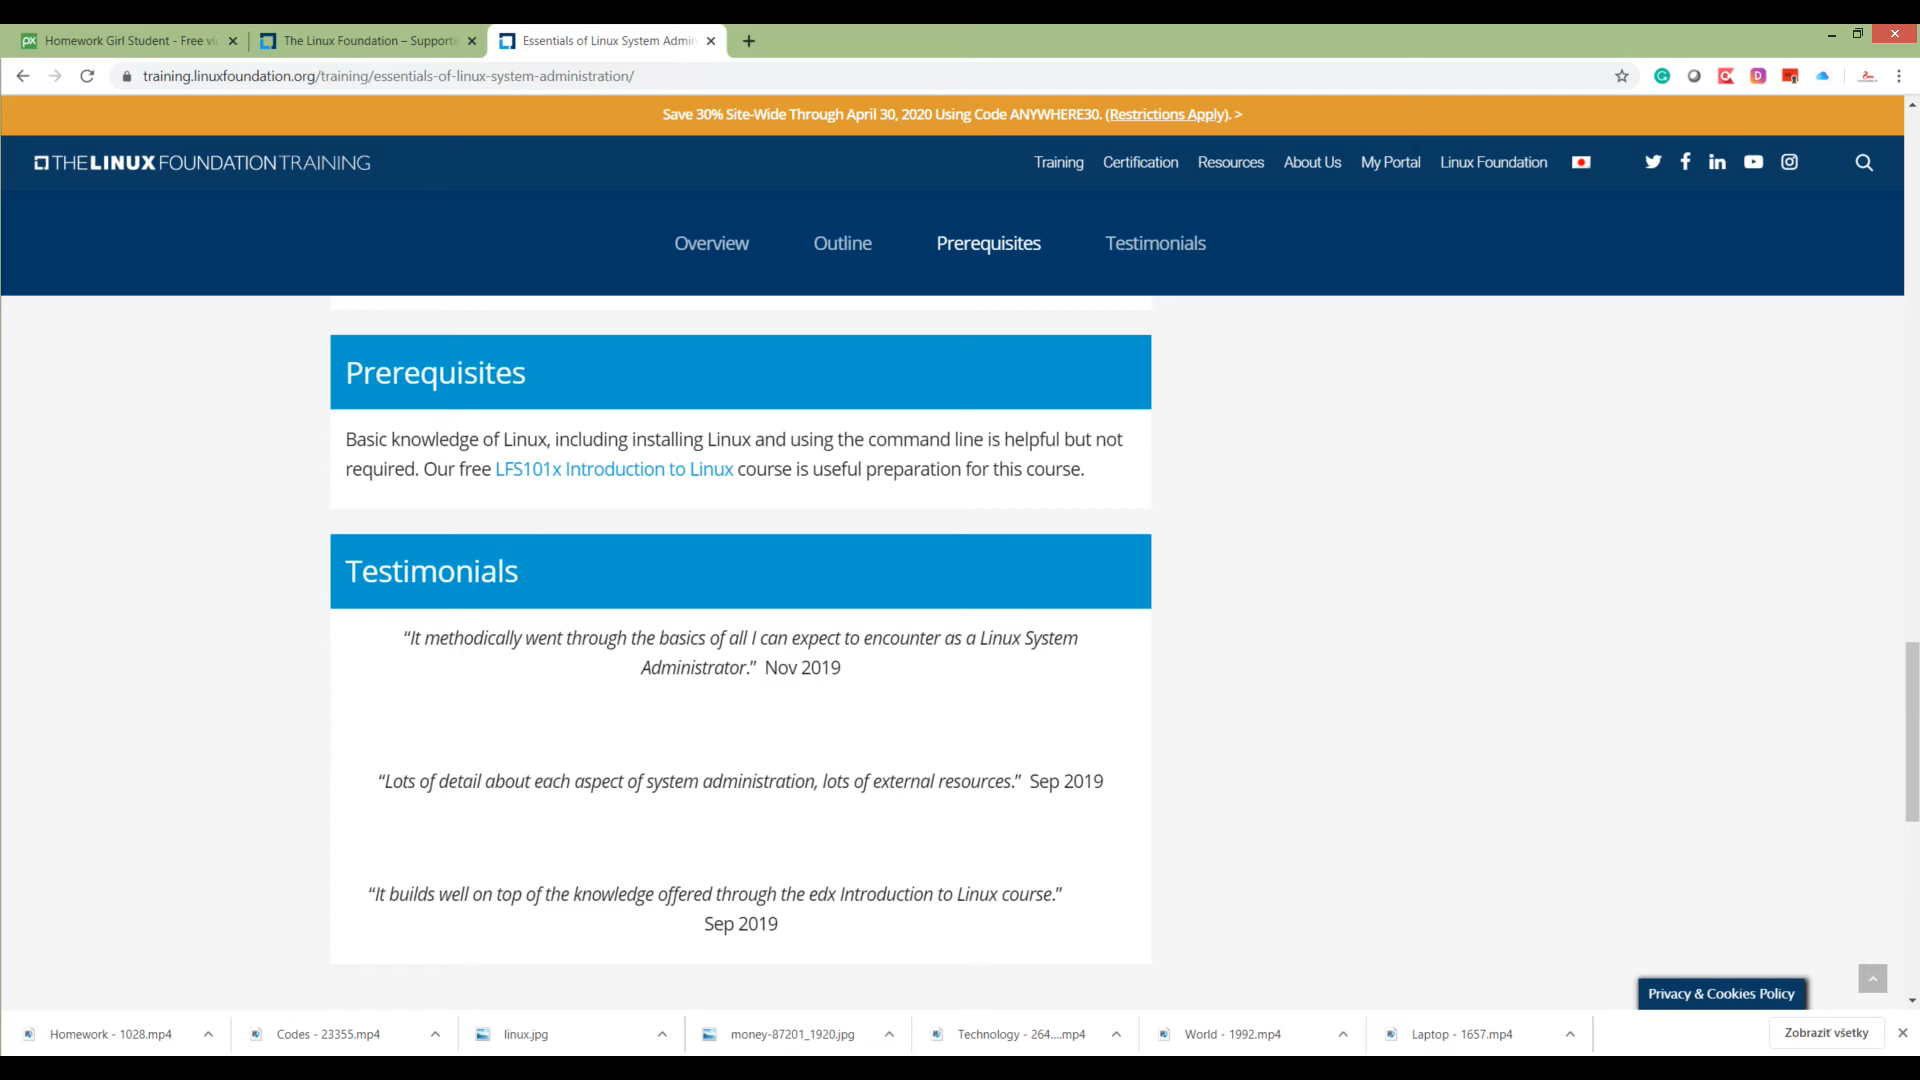 Homework Girl Student - Free vi
The Linux Foundation – Supporti
Essentials of Linux System Admin
training.linuxfoundation.org/training/essentials-of-linux-system-administration/
Save 30% Site-Wide Through April 30, 2020 Using Code ANYWHERE30. (Restrictions Apply). >
THE LINUX FOUNDATION TRAINING
Training Certification Resources About Us My Portal Linux Foundation
Overview Outline Prerequisites Testimonials
Prerequisites
Basic knowledge of Linux, including installing Linux and using the command line is helpful but not
required. Our free LFS101x Introduction to Linux course is useful preparation for this course.
Testimonials
“It methodically went through the basics of all I can expect to encounter as a Linux System
Administrator.” Nov 2019
“Lots of detail about each aspect of system administration, lots of external resources.” Sep 2019
“It builds well on top of the knowledge offered through the edx Introduction to Linux course.”
Sep 2019
Privacy & Cookies Policy
Homework - 1028.mp4
Codes - 23355.mp4
linux.jpg
money-87201_1920.jpg
Technology - 264....mp4
World - 1992.mp4
Laptop - 1657.mp4
Zobraziť všetky